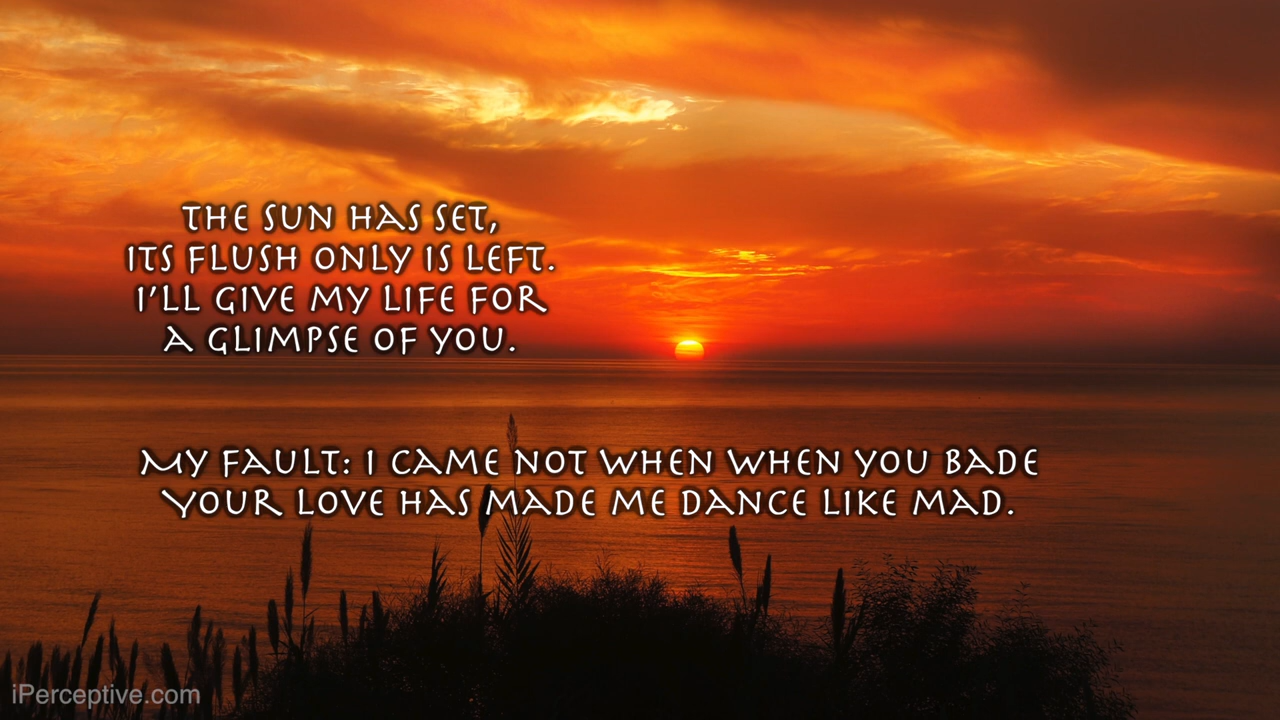 The sun has set,
its flush only is left.
I'll give my life for
a glimpse of you.
My fault: I came not when when you bade
Your love has made me dance like mad.
iPerceptive.com